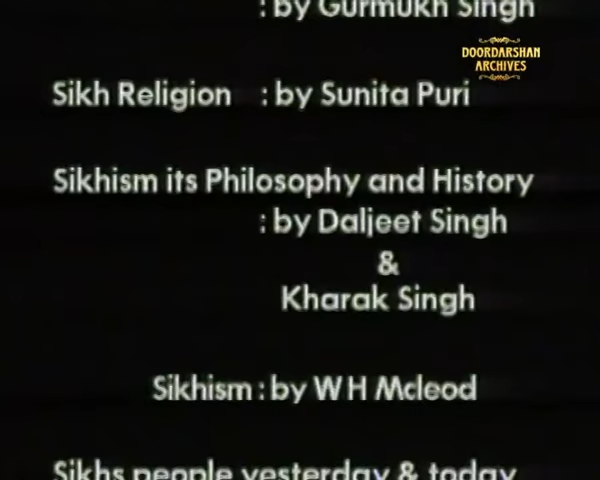 : by Gurmukh Singh
DOORDARSHAN
ARCHIVES
Sikh Religion : by Sunita Puri
Sikhism its Philosophy and History
: by Daljeet Singh
&
Kharak Singh
Sikhism : by W H Mcleod
Sikhs people yesterday & today